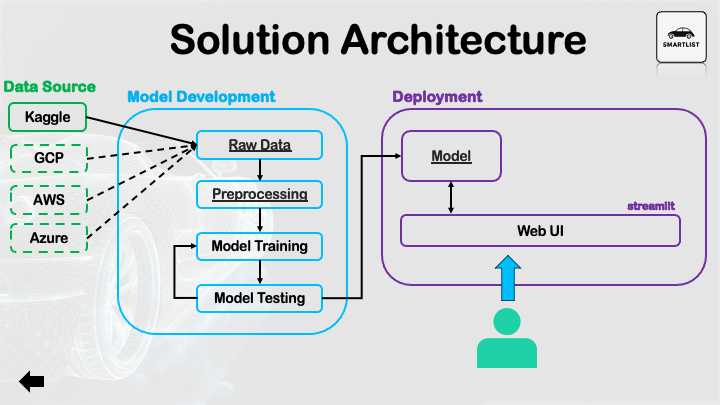 Solution Architecture
SMARTLIST
Data Source
Kaggle
GCP
AWS
Azure
Model Development
Raw Data
Preprocessing
Model Training
Model Testing
Deployment
Model
streamlit
Web UI